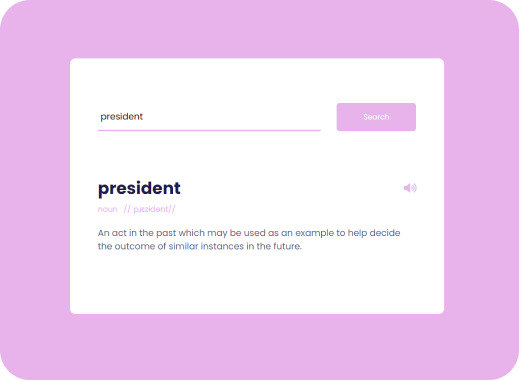 president
Search
president
noun // pɹɛzɪdənt//
An act in the past which may be used as an example to help decide
the outcome of similar instances in the future.